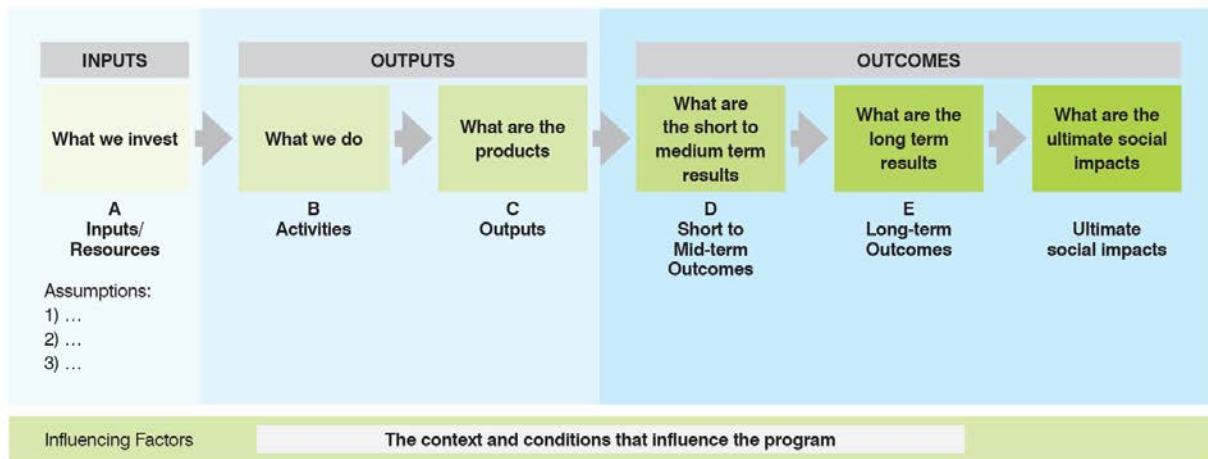 INPUTS
OUTPUTS
OUTCOMES
What we invest
What we do
What are the
products
What are
the short to
medium term
results
What are the
long term
results
What are the
ultimate social
impacts
A
Inputs/
Resources
B
Activities
C
Outputs
D
Short to
Mid-term
Outcomes
E
Long-term
Outcomes
Ultimate
social impacts
Assumptions:
1) …
2) …
3) …
Influencing Factors
The context and conditions that influence the program